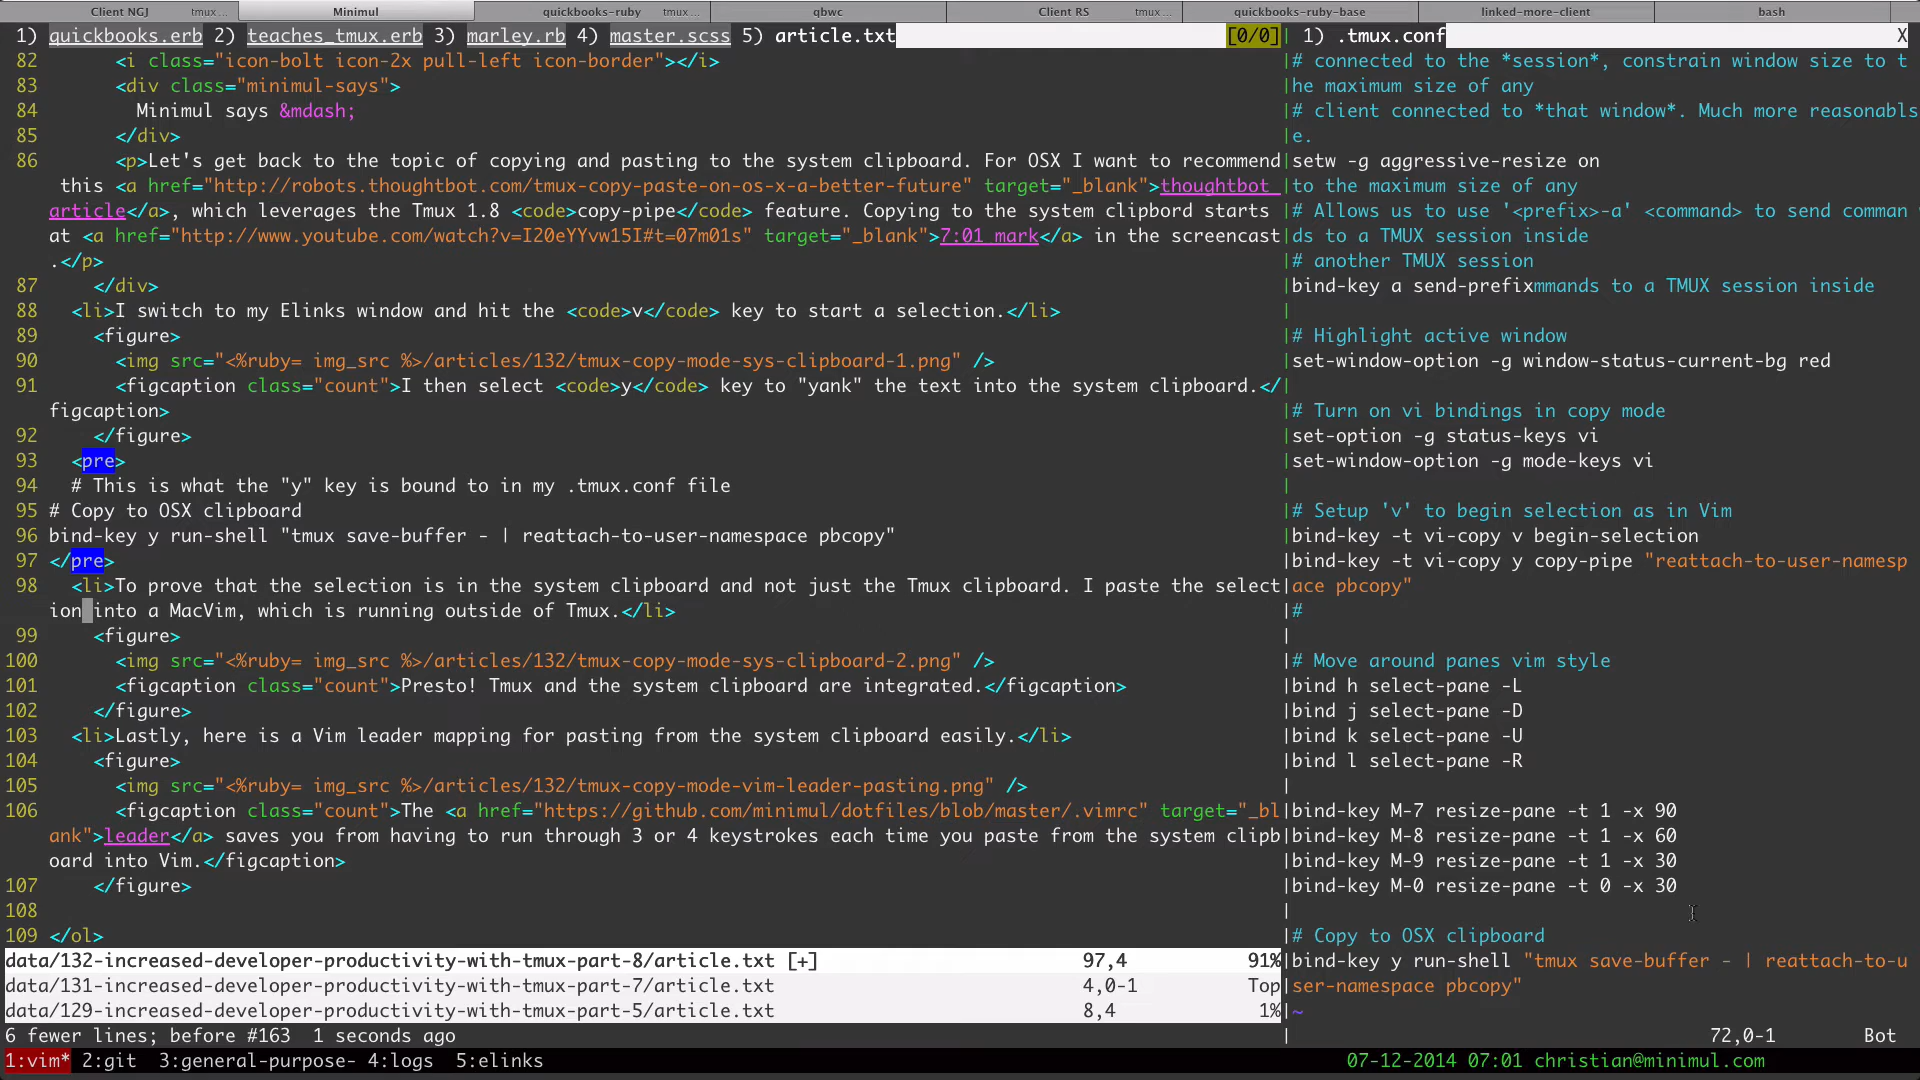 Client NGJ tmux ... Minimul quickbooks-ruby tmux ... qbwc Client RS tmux ... quickbooks-ruby-base linked-more-client bash
1) quickbooks.erb 2) teaches_tmux.erb 3) marley.rb 4) master.scss 5) article.txt [0/0]
82 <i class="icon-bolt icon-2x pull-left icon-border"></i>
83 <div class="minimul-says">
84 Minimul says &mdash;
85 </div>
86 <p>Let's get back to the topic of copying and pasting to the system clipboard. For OSX I want to recommend
this <a href="http://robots.thoughtbot.com/tmux-copy-paste-on-os-x-a-better-future" target="_blank">thoughtbot
article</a>, which leverages the Tmux 1.8 <code>copy-pipe</code> feature. Copying to the system clipbord starts
at <a href="http://www.youtube.com/watch?v=I20eYYvw15I#t=07m01s" target="_blank">7:01 mark</a> in the screencast
.</p>
87 </div>
88 <li>I switch to my Elinks window and hit the <code>v</code> key to start a selection.</li>
89 <figure>
90 <img src="<%ruby= img_src %>/articles/132/tmux-copy-mode-sys-clipboard-1.png" />
91 <figcaption class="count">I then select <code>y</code> key to "yank" the text into the system clipboard.</
figcaption>
92 </figure>
93 <pre>
94 # This is what the "y" key is bound to in my .tmux.conf file
95 # Copy to OSX clipboard
96 bind-key y run-shell "tmux save-buffer - | reattach-to-user-namespace pbcopy"
97 </pre>
98 <li>To prove that the selection is in the system clipboard and not just the Tmux clipboard. I paste the select
ion into a MacVim, which is running outside of Tmux.</li>
99 <figure>
100 <img src="<%ruby= img_src %>/articles/132/tmux-copy-mode-sys-clipboard-2.png" />
101 <figcaption class="count">Presto! Tmux and the system clipboard are integrated.</figcaption>
102 </figure>
103 <li>Lastly, here is a Vim leader mapping for pasting from the system clipboard easily.</li>
104 <figure>
105 <img src="<%ruby= img_src %>/articles/132/tmux-copy-mode-vim-leader-pasting.png" />
106 <figcaption class="count">The <a href="https://github.com/minimul/dotfiles/blob/master/.vimrc" target="_bl
ank">leader</a> saves you from having to run through 3 or 4 keystrokes each time you paste from the system clipb
oard into Vim.</figcaption>
107 </figure>
108
109 </ol>
data/132-increased-developer-productivity-with-tmux-part-8/article.txt [+] 97,4 91%
data/131-increased-developer-productivity-with-tmux-part-7/article.txt 4,0-1 Top
data/129-increased-developer-productivity-with-tmux-part-5/article.txt 8,4 1%
6 fewer lines; before #163 1 seconds ago
1) .tmux.conf X
# connected to the *session*, constrain window size to t
he maximum size of any
# client connected to *that window*. Much more reasonabls
e.
setw -g aggressive-resize on
to the maximum size of any
# Allows us to use '<prefix>-a' <command> to send comman
ds to a TMUX session inside
# another TMUX session
bind-key a send-prefixmmands to a TMUX session inside
# Highlight active window
set-window-option -g window-status-current-bg red
# Turn on vi bindings in copy mode
set-option -g status-keys vi
set-window-option -g mode-keys vi
# Setup 'v' to begin selection as in Vim
bind-key -t vi-copy v begin-selection
bind-key -t vi-copy y copy-pipe "reattach-to-user-namesp
ace pbcopy"
#
# Move around panes vim style
bind h select-pane -L
bind j select-pane -D
bind k select-pane -U
bind l select-pane -R
bind-key M-7 resize-pane -t 1 -x 90
bind-key M-8 resize-pane -t 1 -x 60
bind-key M-9 resize-pane -t 1 -x 30
bind-key M-0 resize-pane -t 0 -x 30
# Copy to OSX clipboard
bind-key y run-shell "tmux save-buffer - | reattach-to-u
ser-namespace pbcopy"
~
72,0-1 Bot
1:vim* 2:git 3:general-purpose- 4:logs 5:elinks 07-12-2014 07:01 christian@minimul.com